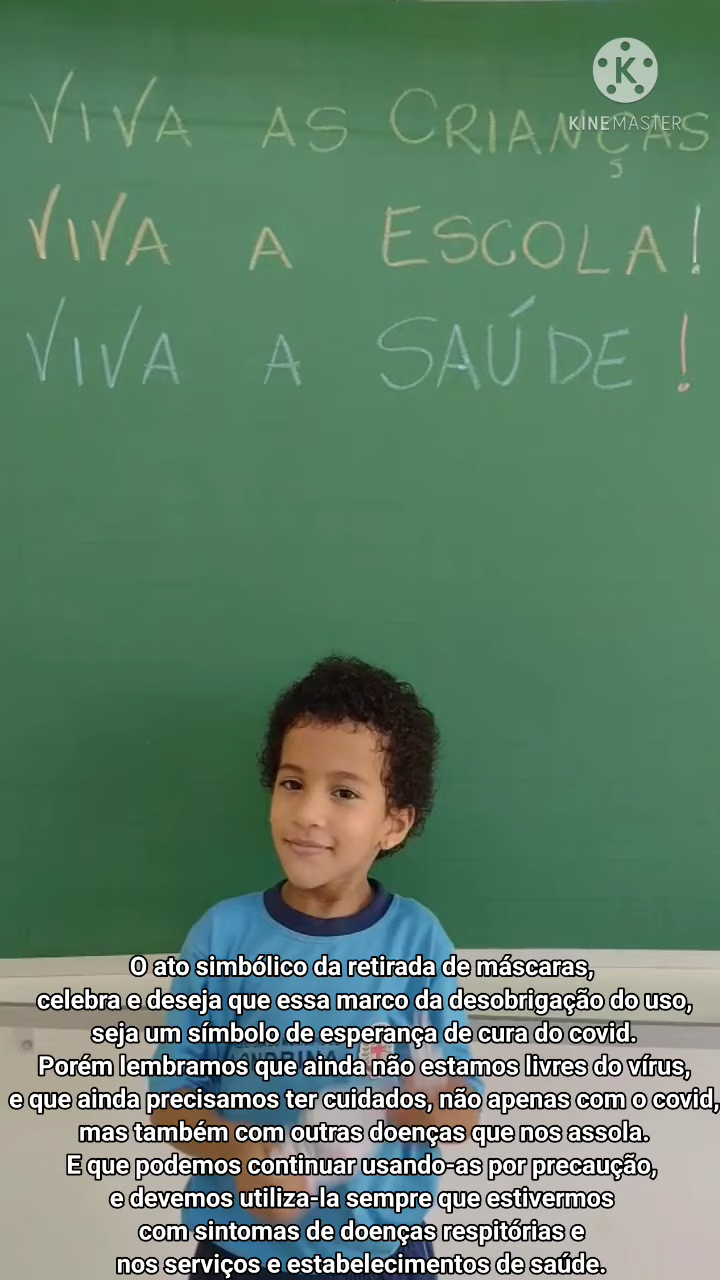 VIVA AS CRIANÇAS
VIVA A ESCOLA!
VIVA A SAÚDE!
K
KINEMASTER
LONDRINA
O ato simbólico da retirada de máscaras,
celebra e deseja que essa marco da desobrigação do uso,
seja um símbolo de esperança de cura do covid.
Porém lembramos que ainda não estamos livres do vírus,
e que ainda precisamos ter cuidados, não apenas com o covid,
mas também com outras doenças que nos assola.
E que podemos continuar usando-as por precaução,
e devemos utiliza-la sempre que estivermos
com sintomas de doenças respitórias e
nos serviços e estabelecimentos de saúde.